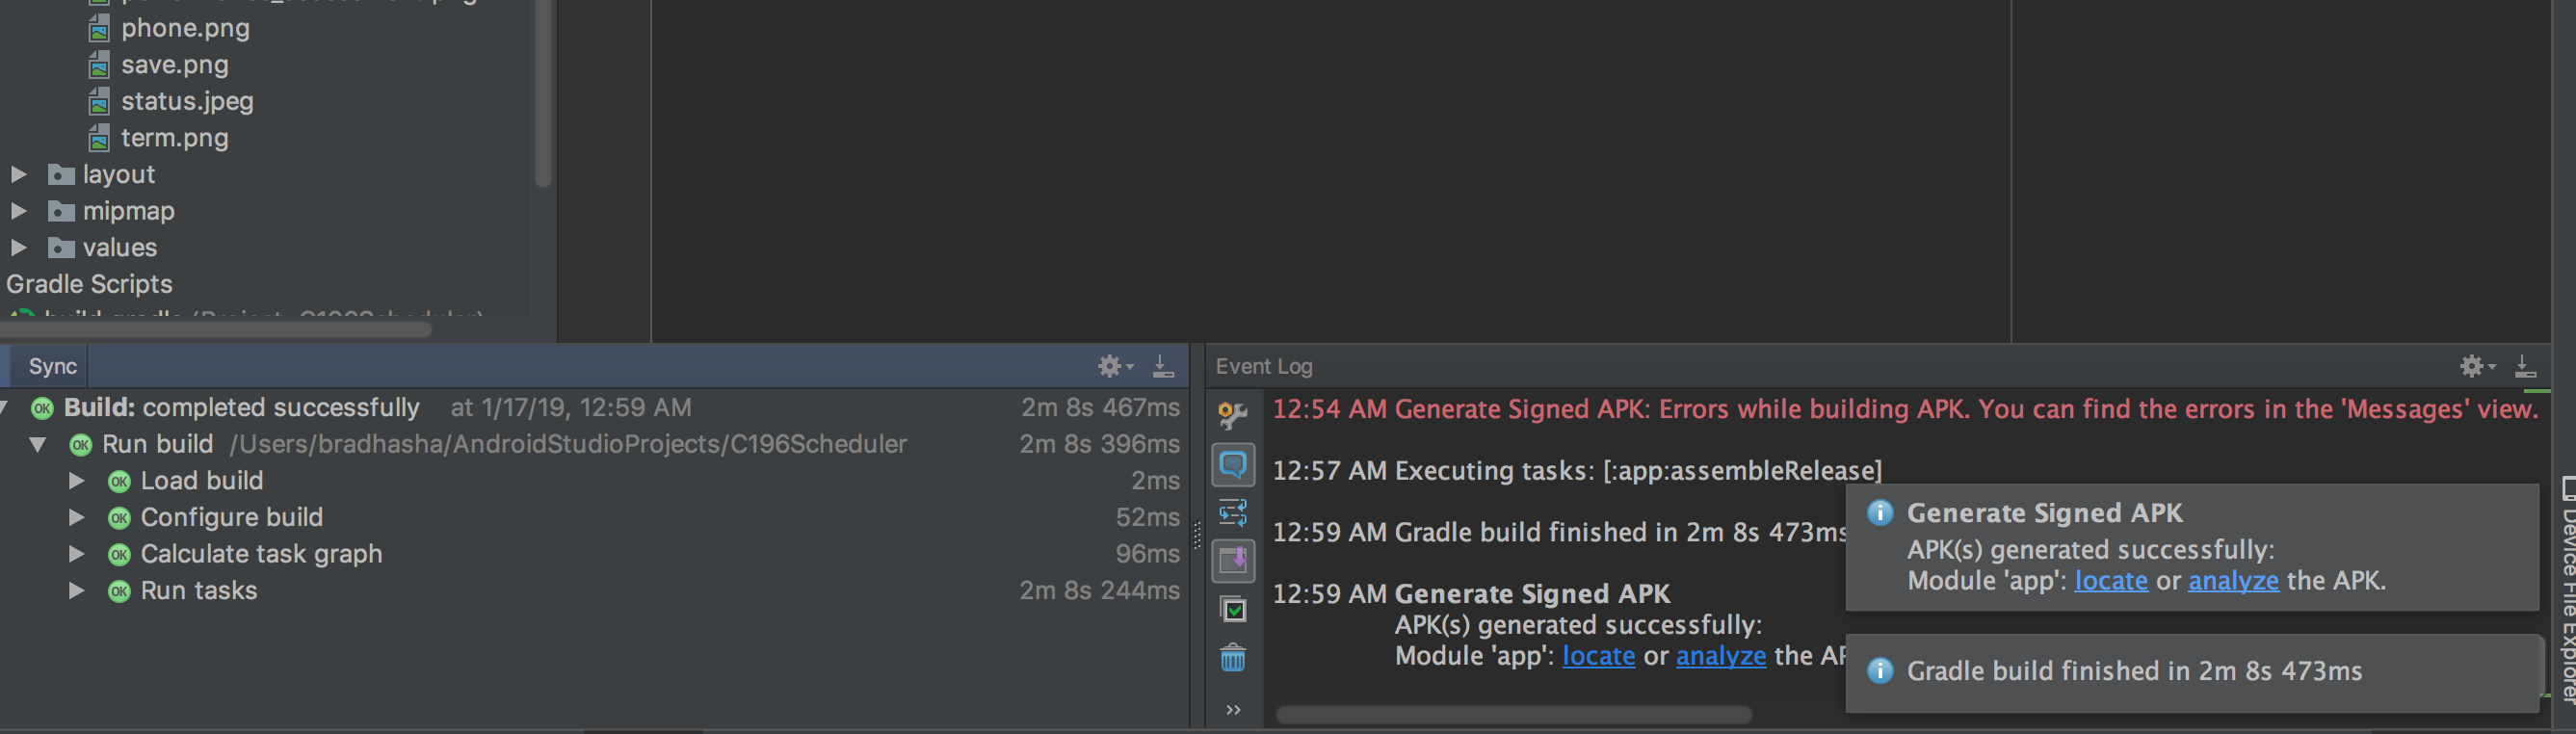 phone.png
save.png
status.jpeg
term.png
layout
mipmap
values
Gradle Scripts
Sync
Build: completed successfully at 1/17/19, 12:59 AM 2m 8s 467ms
Run build /Users/bradhasha/AndroidStudioProjects/C196Scheduler 2m 8s 396ms
Load build 2ms
Configure build 52ms
Calculate task graph 96ms
Run tasks 2m 8s 244ms
Event Log
12:54 AM Generate Signed APK: Errors while building APK. You can find the errors in the 'Messages' view.
12:57 AM Executing tasks: [:app:assembleRelease]
12:59 AM Gradle build finished in 2m 8s 473ms
12:59 AM Generate Signed APK
APK(s) generated successfully:
Module 'app': locate or analyze the
Generate Signed APK
APK(s) generated successfully:
Module 'app': locate or analyze the APK.
Gradle build finished in 2m 8s 473ms
Device File Explorer